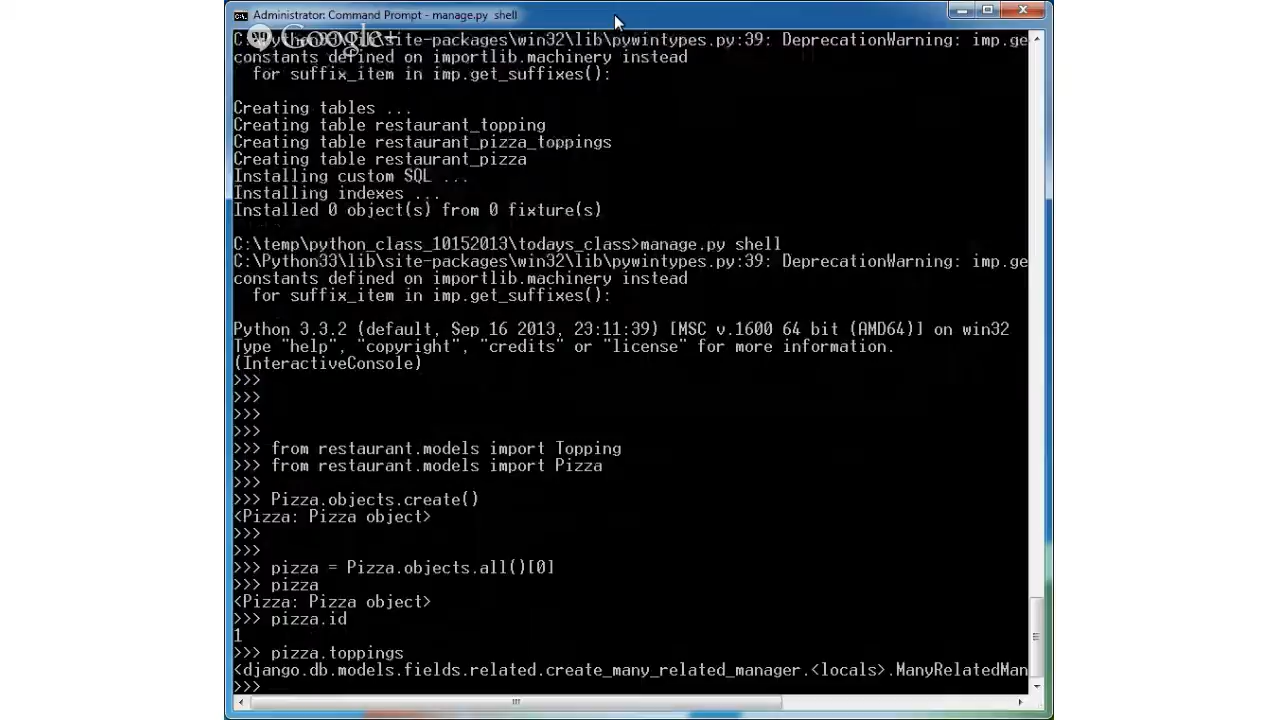 Administrator: Command Prompt - manage.py shell
Google+
C:\Python33\lib\site-packages\win32\lib\pywintypes.py:39: DeprecationWarning: imp.ge
constants defined on importlib.machinery instead
for suffix_item in imp.get_suffixes():
Creating tables ...
Creating table restaurant_topping
Creating table restaurant_pizza_toppings
Creating table restaurant_pizza
Installing custom SQL ...
Installing indexes ...
Installed 0 object(s) from 0 fixture(s)
C:\temp\python_class_10152013\todays_class>manage.py shell
C:\Python33\lib\site-packages\win32\lib\pywintypes.py:39: DeprecationWarning: imp.ge
constants defined on importlib.machinery instead
for suffix_item in imp.get_suffixes():
Python 3.3.2 (default, Sep 16 2013, 23:11:39) [MSC v.1600 64 bit (AMD64)] on win32
Type "help", "copyright", "credits" or "license" for more information.
(InteractiveConsole)
>>>
>>>
>>>
>>>
>>> from restaurant.models import Topping
>>> from restaurant.models import Pizza
>>>
>>> Pizza.objects.create()
<Pizza: Pizza object>
>>>
>>>
>>> pizza = Pizza.objects.all()[0]
>>> pizza
<Pizza: Pizza object>
>>> pizza.id
1
>>> pizza.toppings
<django.db.models.fields.related.create_many_related_manager.<locals>.ManyRelatedMan
>>>